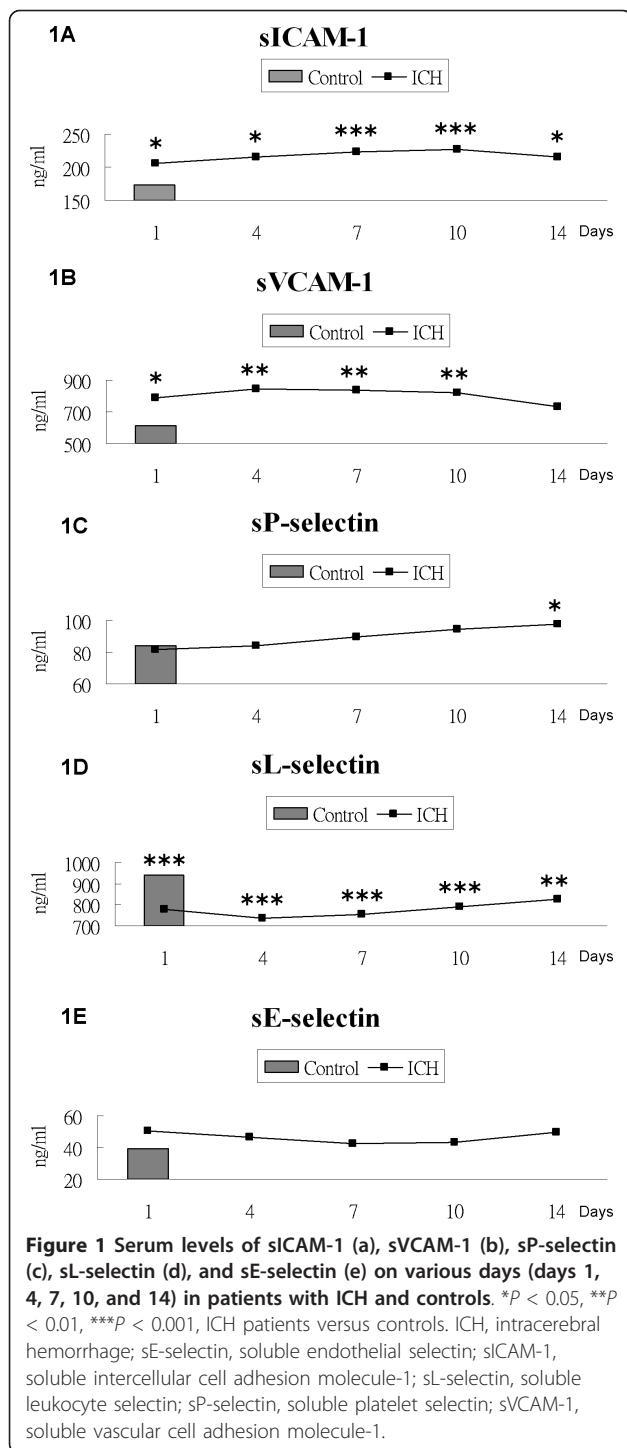 1A
sICAM-1
Control ICH
* * *** *** *
250
200
150
ng/ml
1 4 7 10 14 Days
1B
sVCAM-1
Control ICH
* ** ** **
900
700
500
ng/ml
1 4 7 10 14 Days
1C
sP-selectin
Control ICH
*
100
80
60
ng/ml
1 4 7 10 14 Days
1D
sL-selectin
Control ICH
*** *** *** *** **
1000
900
800
700
ng/ml
1 4 7 10 14 Days
1E
sE-selectin
Control ICH
60
40
20
ng/ml
1 4 7 10 14 Days
Figure 1 Serum levels of sICAM-1 (a), sVCAM-1 (b), sP-selectin
(c), sL-selectin (d), and sE-selectin (e) on various days (days 1,
4, 7, 10, and 14) in patients with ICH and controls. *P < 0.05, **P
< 0.01, ***P < 0.001, ICH patients versus controls. ICH, intracerebral
hemorrhage; sE-selectin, soluble endothelial selectin; sICAM-1,
soluble intercellular cell adhesion molecule-1; sL-selectin, soluble
leukocyte selectin; sP-selectin, soluble platelet selectin; sVCAM-1,
soluble vascular cell adhesion molecule-1.